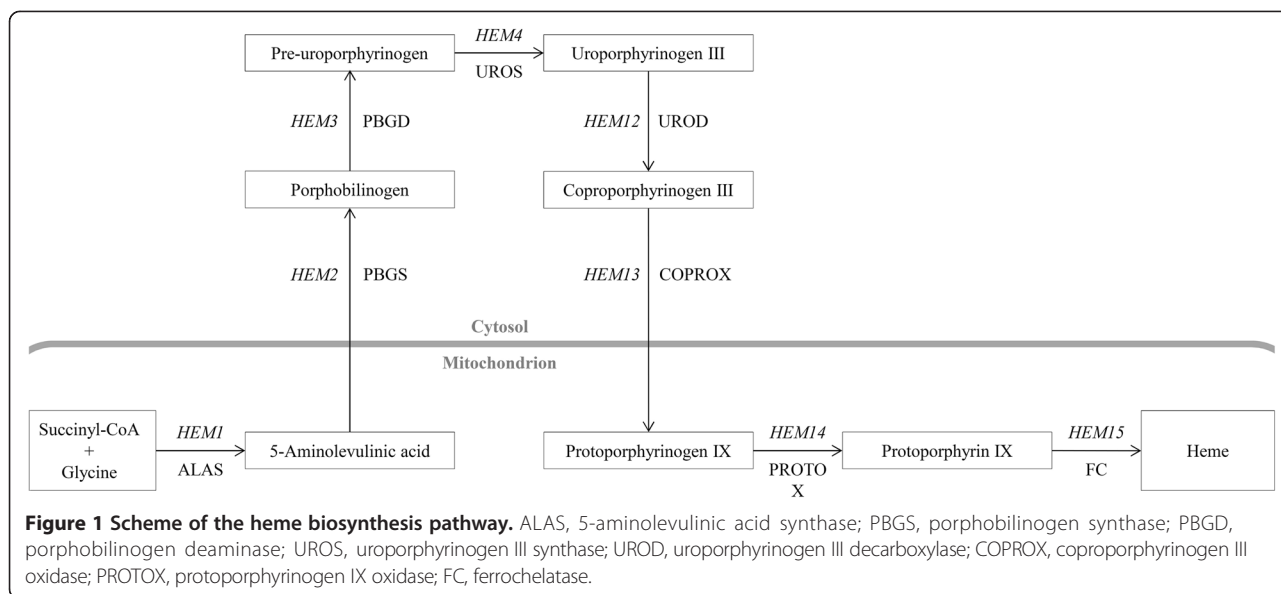 Pre-uroporphyrinogen
HEM4
UROS
Uroporphyrinogen III
HEM3
PBGD
HEM12
UROD
Porphobilinogen
Coproporphyrinogen III
HEM2
PBGS
HEM13
COPROX
Cytosol
Mitochondrion
Succinyl-CoA
+
Glycine
HEM1
ALAS
5-Aminolevulinic acid
Protoporphyrinogen IX
HEM14
PROTO
X
Protoporphyrin IX
HEM15
FC
Heme
Figure 1 Scheme of the heme biosynthesis pathway. ALAS, 5-aminolevulinic acid synthase; PBGS, porphobilinogen synthase; PBGD,
porphobilinogen deaminase; UROS, uroporphyrinogen III synthase; UROD, uroporphyrinogen III decarboxylase; COPROX, coproporphyrinogen III
oxidase; PROTOX, protoporphyrinogen IX oxidase; FC, ferrochelatase.